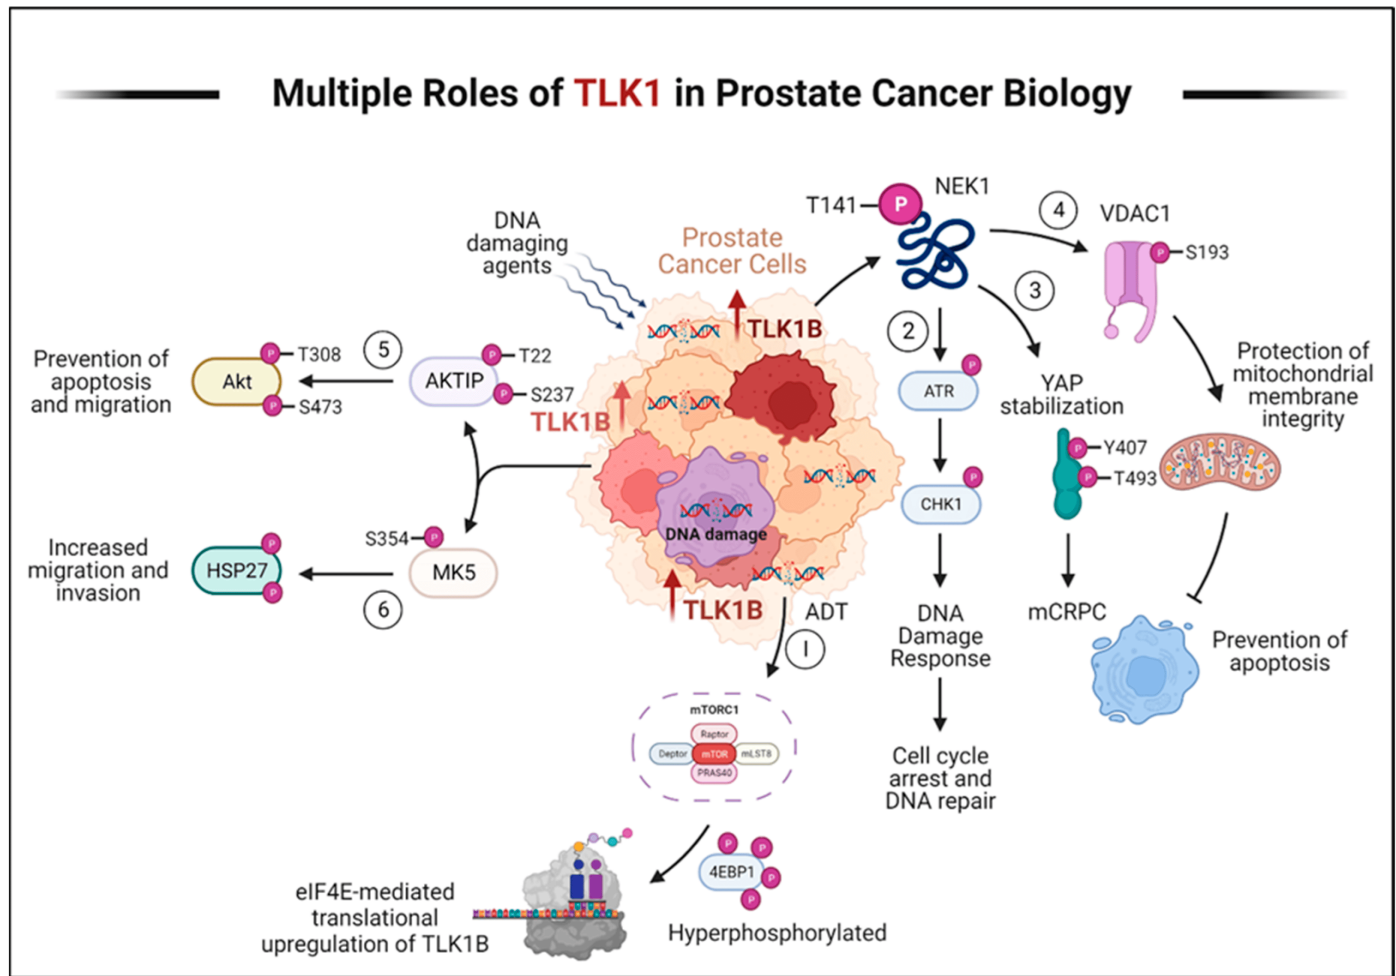 Multiple Roles of TLK1 in Prostate Cancer Biology
DNA
damaging
agents
Prostate
Cancer Cells
TLK1B
TLK1B
DNA damage
TLK1B
ADT
T141
P
NEK1
4
VDAC1
P
S193
3
2
P
ATR
P
CHK1
DNA
Damage
Response
Cell cycle
arrest and
DNA repair
YAP
stabilization
P
Y407
P
T493
mCRPC
Protection of
mitochondrial
membrane
integrity
Prevention of
apoptosis
Prevention of
apoptosis
and migration
P
T308
Akt
P
S473
5
P
T22
AKTIP
P
S237
Increased
migration and
invasion
P
HSP27
P
S354
P
MK5
6
1
mTORC1
Raptor
Deptor
mTOR
mLST8
PRAS40
P
P
4EBP1
P
P
Hyperphosphorylated
eIF4E-mediated
translational
upregulation of TLK1B